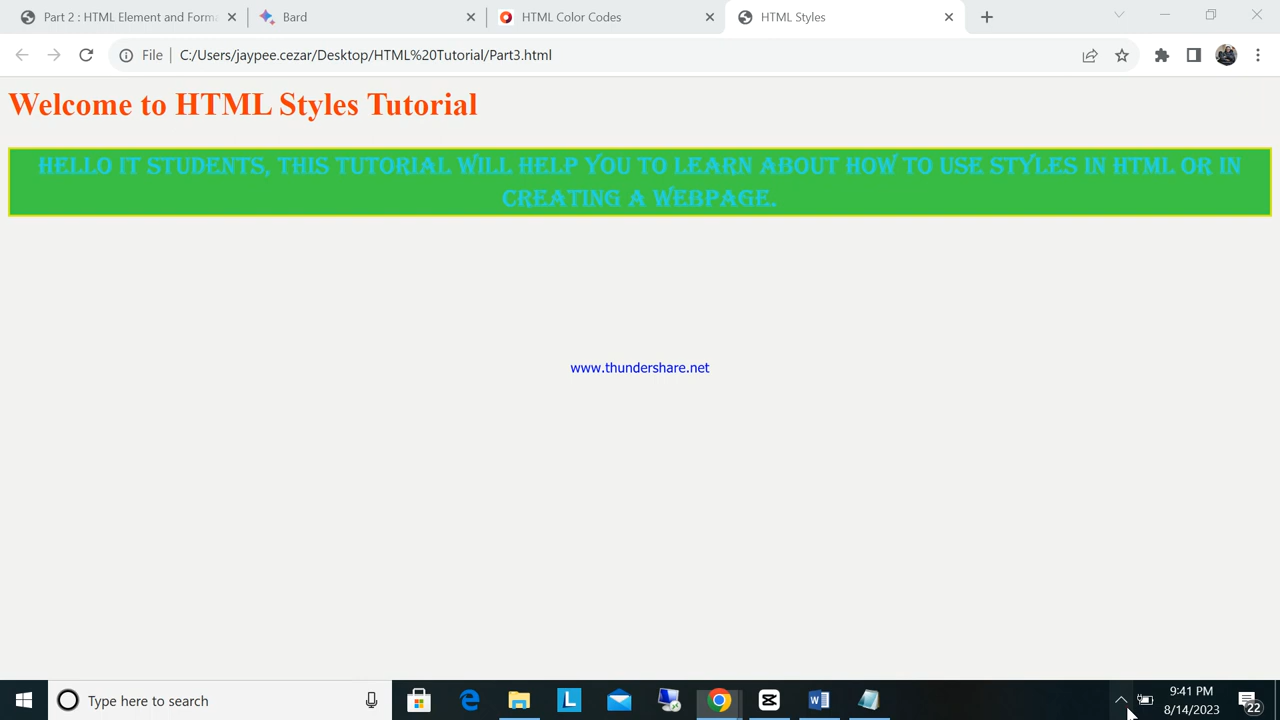 Part 2 : HTML Element and Forma
Bard
HTML Color Codes
HTML Styles
File
C:/Users/jaypee.cezar/Desktop/HTML%20Tutorial/Part3.html
Welcome to HTML Styles Tutorial
HELLO IT STUDENTS, THIS TUTORIAL WILL HELP YOU TO LEARN ABOUT HOW TO USE STYLES IN HTML OR IN
CREATING A WEBPAGE.
www.thundershare.net
Type here to search
9:41 PM
8/14/2023
22